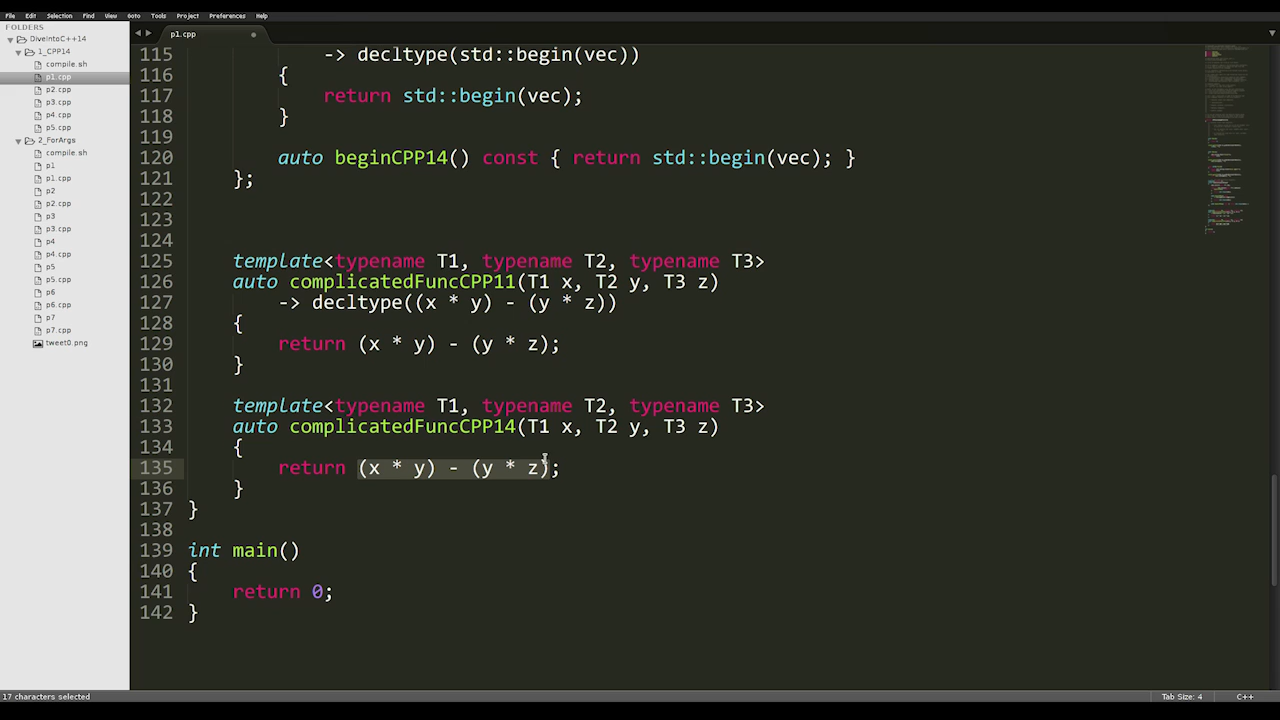 File Edit Selection Find View Goto Tools Project Preferences Help
FOLDERS
DiveIntoC++14
1_CPP14
compile.sh
p1.cpp
p2.cpp
p3.cpp
p4.cpp
p5.cpp
2_ForArgs
compile.sh
p1
p1.cpp
p2
p2.cpp
p3
p3.cpp
p4
p4.cpp
p5
p5.cpp
p6
p6.cpp
p7
p7.cpp
tweet0.png
p1.cpp
115 -> decltype(std::begin(vec))
116 {
117 return std::begin(vec);
118 }
119
120 auto beginCPP14() const { return std::begin(vec); }
121 };
122
123
124
125 template<typename T1, typename T2, typename T3>
126 auto complicatedFuncCPP11(T1 x, T2 y, T3 z)
127 -> decltype((x * y) - (y * z))
128 {
129 return (x * y) - (y * z);
130 }
131
132 template<typename T1, typename T2, typename T3>
133 auto complicatedFuncCPP14(T1 x, T2 y, T3 z)
134 {
135 return (x * y) - (y * z);
136 }
137 }
138
139 int main()
140 {
141 return 0;
142 }
17 characters selected
Tab Size: 4 C++